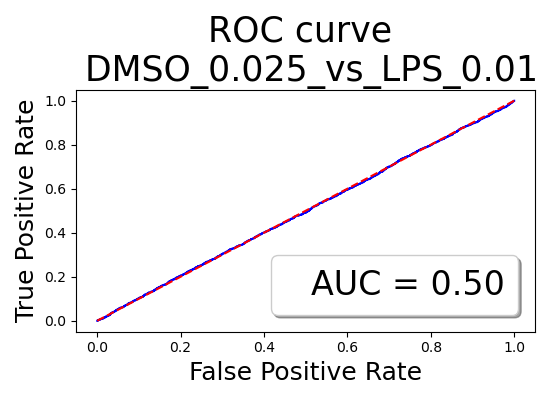 ROC curve
DMSO_0.025_vs_LPS_0.01
1.0
0.8
0.6
0.4
0.2
0.0
True Positive Rate
AUC = 0.50
0.0 0.2 0.4 0.6 0.8 1.0
False Positive Rate